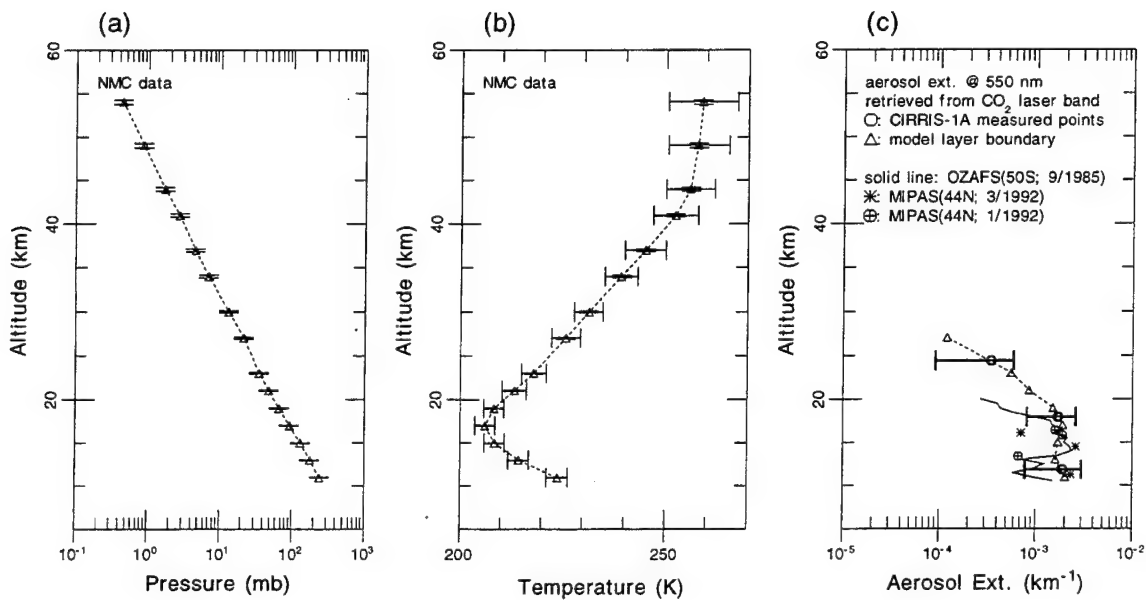 (a)
(b)
(c)
60
40
20
Altitude (km)
NMC data
10-1
100
101
102
103
Pressure (mb)
60
40
20
Altitude (km)
NMC data
200
250
Temperature (K)
60
40
20
Altitude (km)
aerosol ext. @ 550 nm
retrieved from CO2 laser band
O: CIRRIS-1A measured points
△: model layer boundary
solid line: OZAFS(50S; 9/1985)
✳: MIPAS(44N; 3/1992)
⊕: MIPAS(44N; 1/1992)
10-5
10-4
10-3
10-2
Aerosol Ext. (km-1)